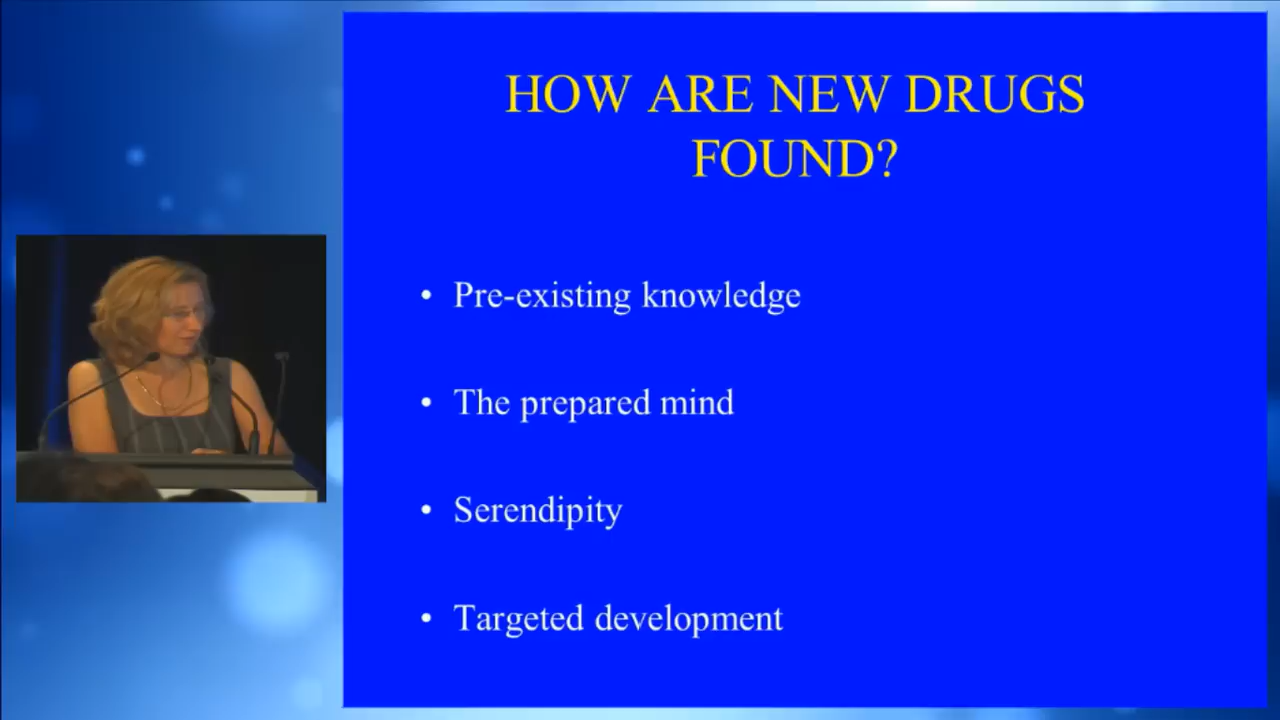 HOW ARE NEW DRUGS
FOUND?
• Pre-existing knowledge
• The prepared mind
• Serendipity
• Targeted development